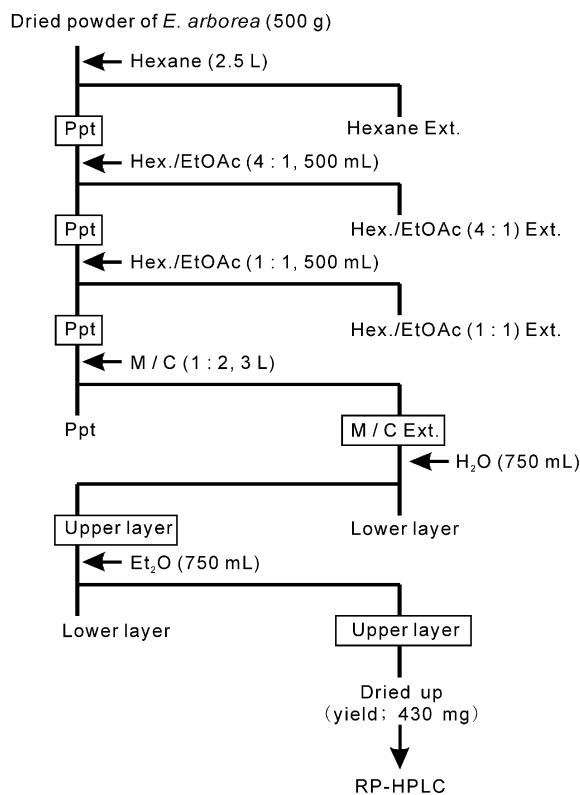 Dried powder of E. arborea (500 g)
Hexane (2.5 L)
Ppt
Hexane Ext.
Hex./EtOAc (4 : 1, 500 mL)
Ppt
Hex./EtOAc (4 : 1) Ext.
Hex./EtOAc (1 : 1, 500 mL)
Ppt
Hex./EtOAc (1 : 1) Ext.
M / C (1 : 2, 3 L)
Ppt
M / C Ext.
H₂O (750 mL)
Upper layer
Lower layer
Et₂O (750 mL)
Lower layer
Upper layer
Dried up
(yield; 430 mg)
RP-HPLC